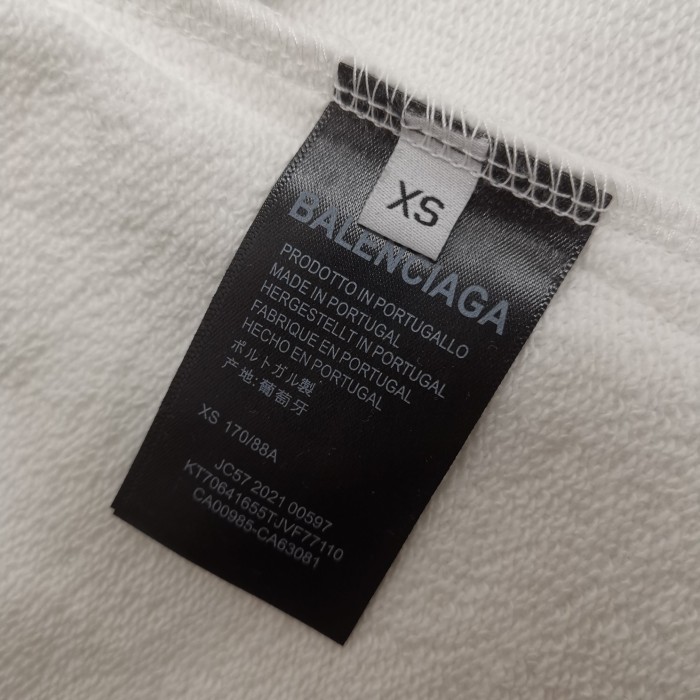 XS
BALENCIAGA
PRODOTTO IN PORTUGALLO
MADE IN PORTUGAL
HERGESTELLT IN PORTUGAL
FABRIQUE EN PORTUGAL
HECHO EN PORTUGAL
ポルトガル製
产地:葡萄牙
XS 170/88A
JC57 2021 00597
KT70641655TJVF77110
CA00985-CA63081